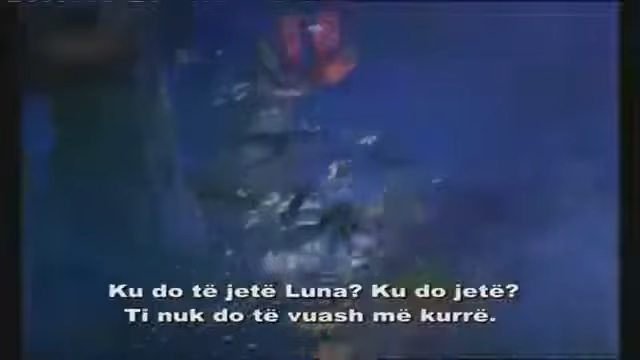 Ku do të jetë Luna? Ku do jetë?
Ti nuk do të vuash më kurrë.